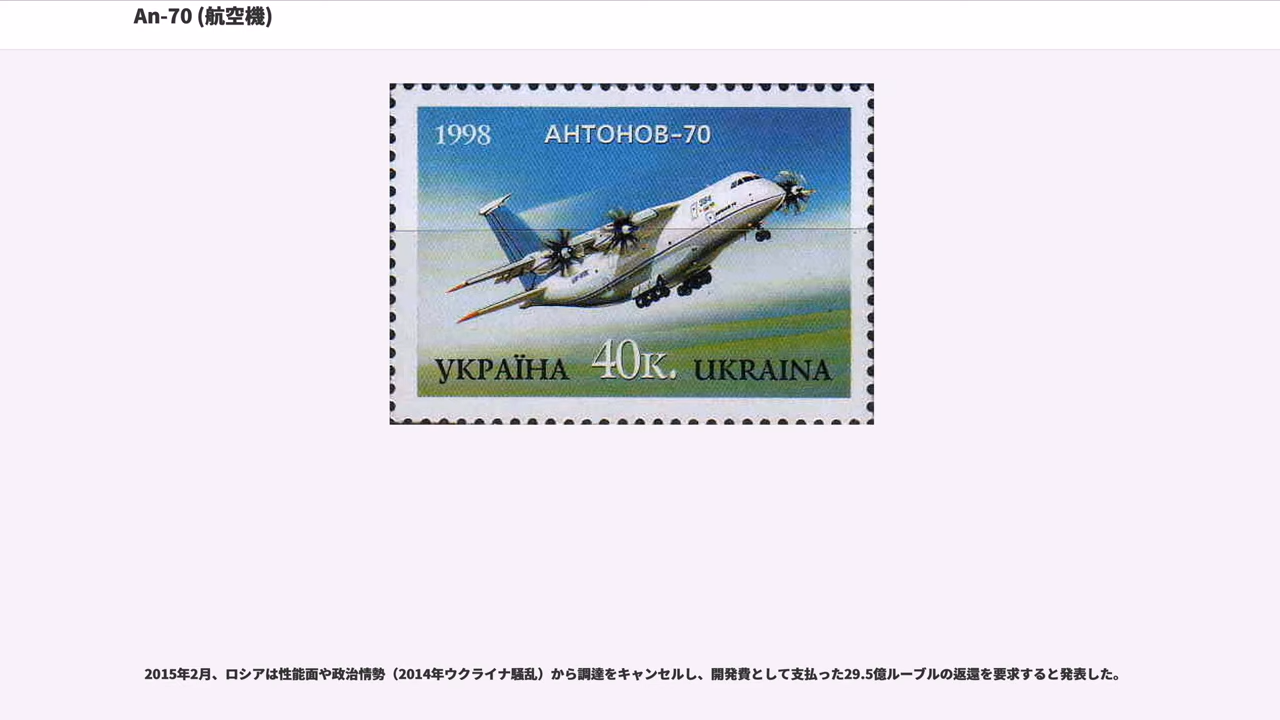 An-70 (航空機)
1998 АНТОНОВ-70
УКРАЇНА 40к. UKRAINA
2015年2月、ロシアは性能面や政治情勢（2014年ウクライナ騒乱）から調達をキャンセルし、開発費として支払った29.5億ルーブルの返還を要求すると発表した。